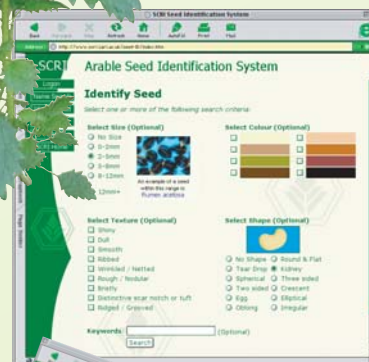 SCRI Seed Identification System
Back
Refresh
Home
AutoFill
Print
Mail
SCRI
Arable Seed Identification System
Logon
SCRI Home
Identify Seed
Select one or more of the following search criteria:
Select Size (Optional)
No Size
0-2mm
2-5mm
5-8mm
8-12mm
12mm+
An example of a seed
within this range is
Rumex acetosa
Select Colour (Optional)
Select Texture (Optional)
Shiny
Dull
Smooth
Ribbed
Wrinkled / Netted
Rough / Nodular
Bristly
Distinctive scar notch or tuft
Ridged / Grooved
Select Shape (Optional)
No Shape
Round & Flat
Tear Drop
Kidney
Spherical
Three sided
Two sided
Crescent
Egg
Elliptical
Oblong
Irregular
Keywords
(Optional)
Search